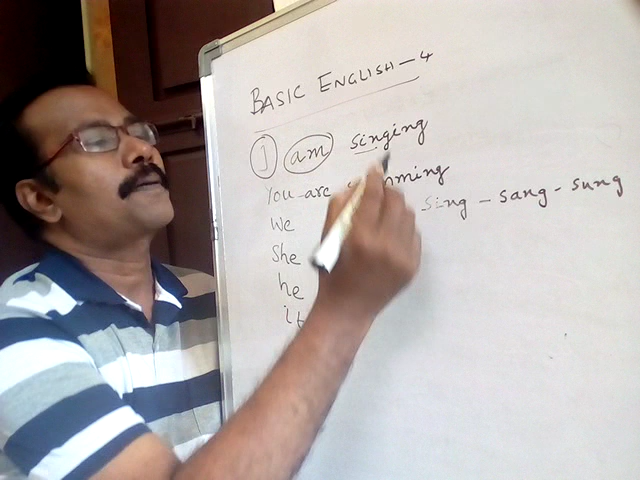 BASIC ENGLISH-4
I am singing
You are
We
sing - sang - sung
She
he
it